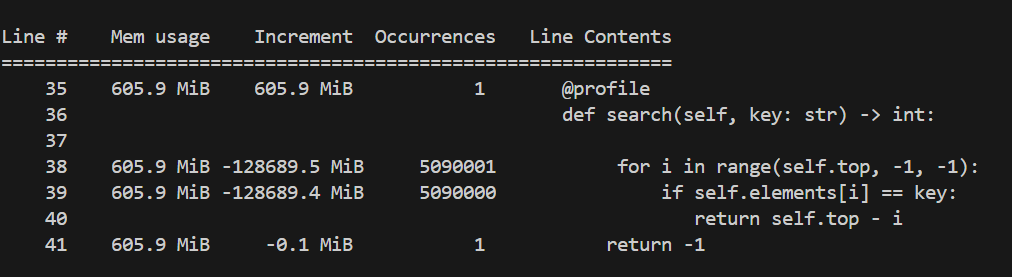 Line #    Mem usage    Increment  Occurrences   Line Contents
=============================================================
    35    605.9 MiB    605.9 MiB           1      @profile
    36                                            def search(self, key: str) -> int:
    37
    38    605.9 MiB -128689.5 MiB     5090001          for i in range(self.top, -1, -1):
    39    605.9 MiB -128689.4 MiB     5090000              if self.elements[i] == key:
    40                                                        return self.top - i
    41    605.9 MiB     -0.1 MiB           1          return -1